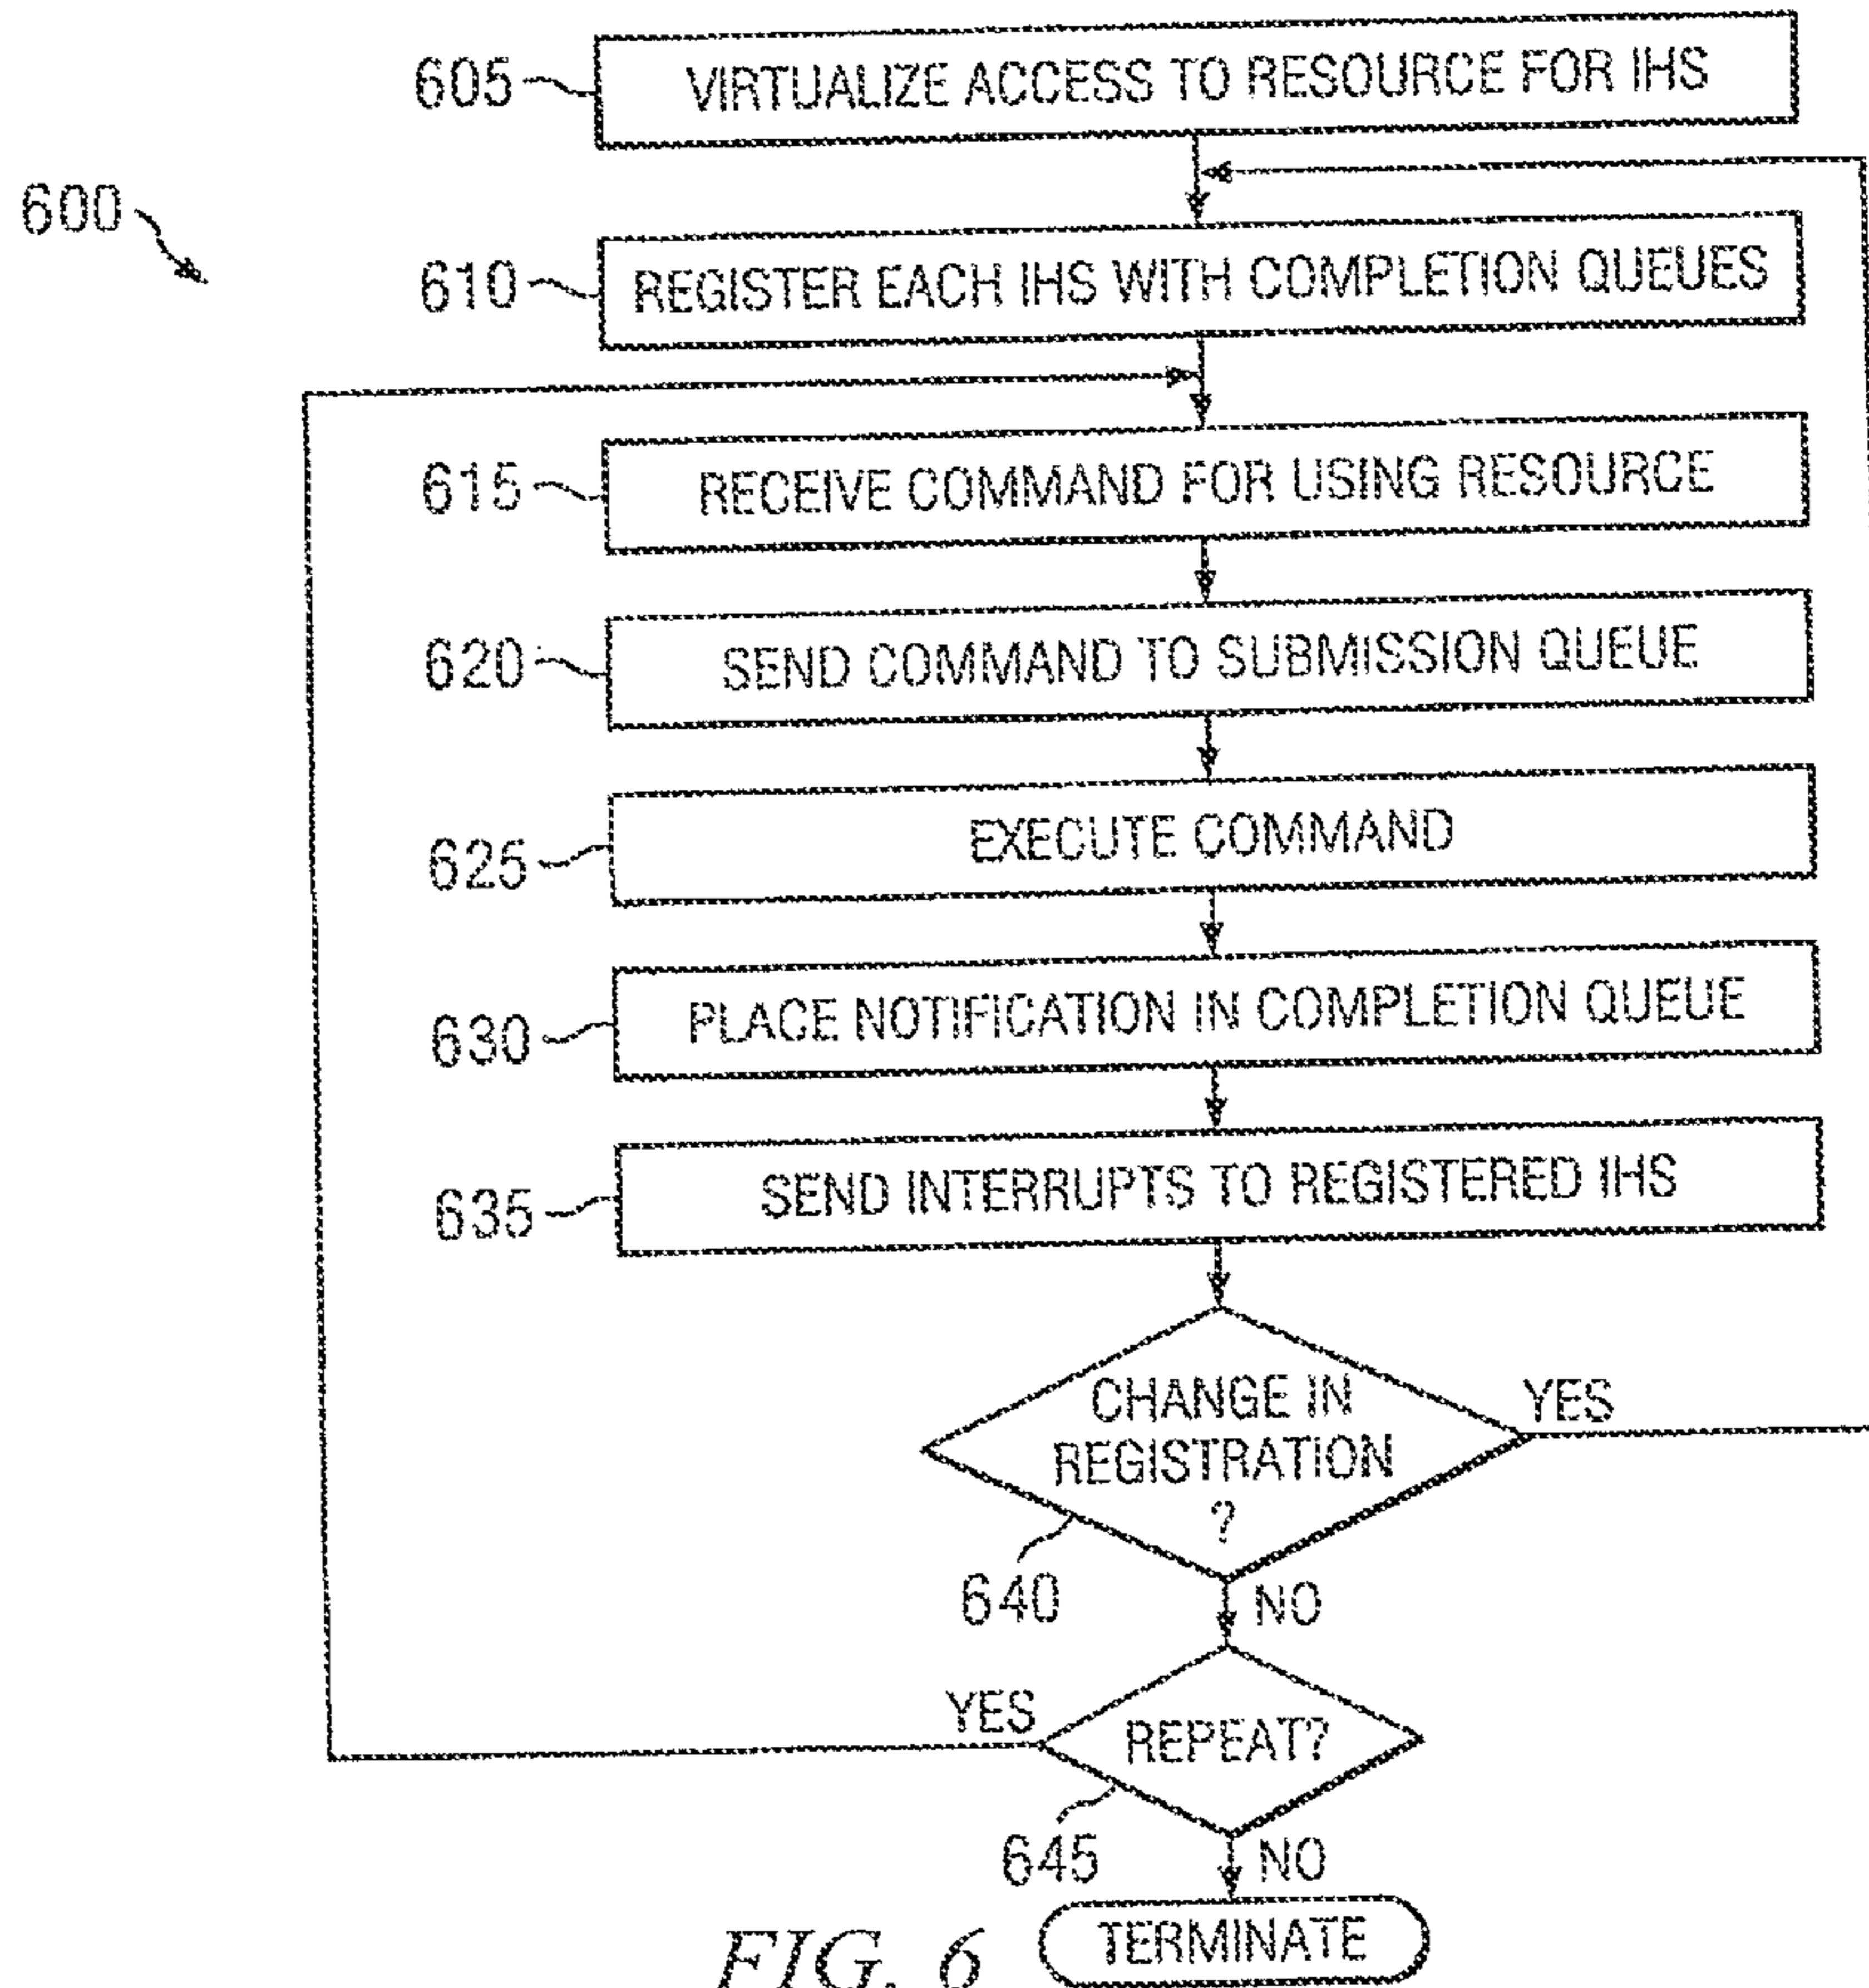 605
VIRTUALIZE ACCESS TO RESOURCE FOR IHS
600
610
REGISTER EACH IHS WITH COMPLETION QUEUES
615
RECEIVE COMMAND FOR USING RESOURCE
620
SEND COMMAND TO SUBMISSION QUEUE
625
EXECUTE COMMAND
630
PLACE NOTIFICATION IN COMPLETION QUEUE
635
SEND INTERRUPTS TO REGISTERED IHS
CHANGE IN
REGISTRATION
?
YES
640
NO
YES
REPEAT?
645
NO
TERMINATE
FIG. 6